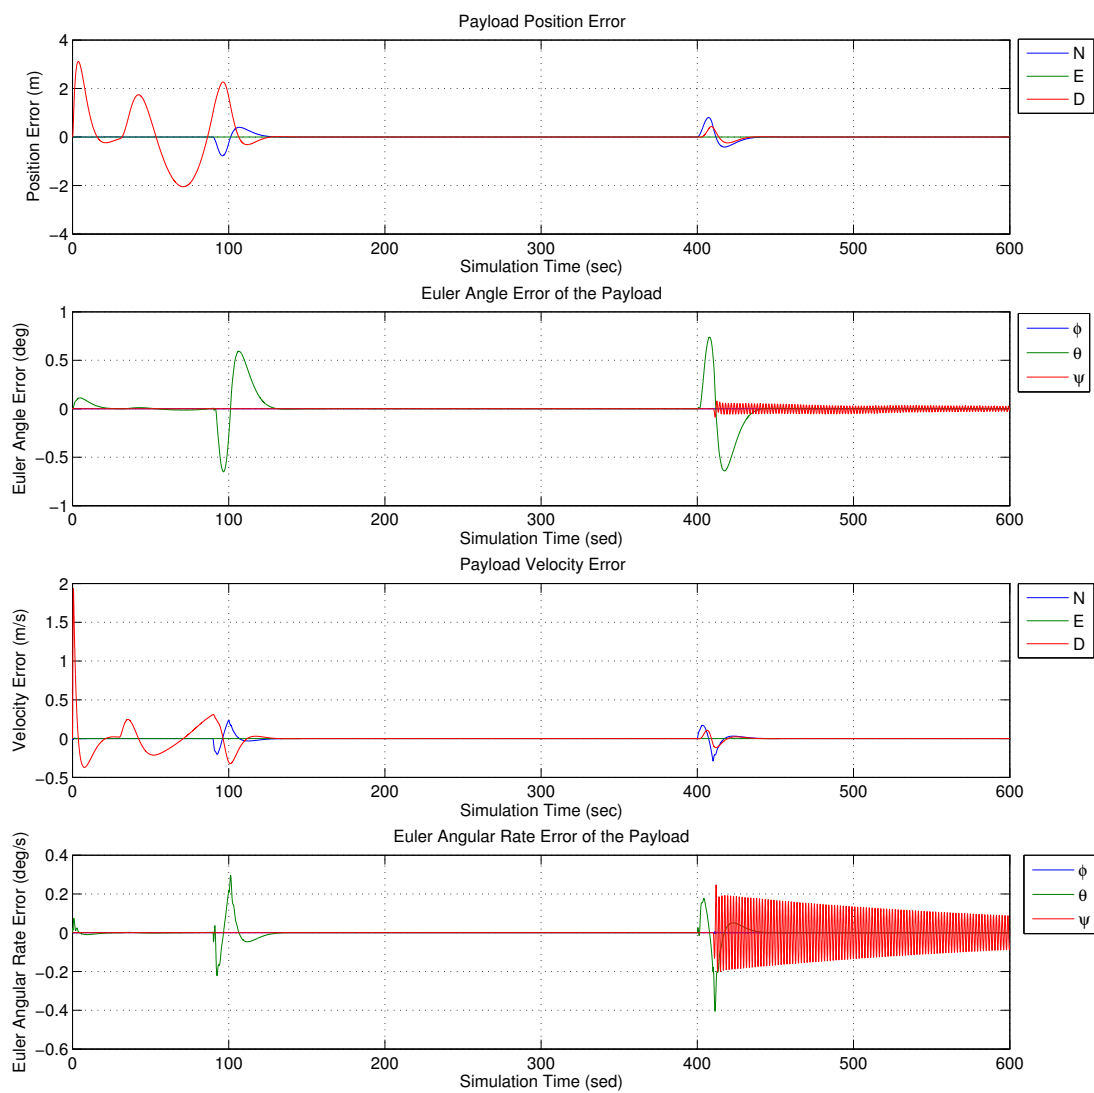 Payload Position Error
Position Error (m)
4
2
0
−2
−4
0 100 200 300 400 500 600
Simulation Time (sec)
N
E
D
Euler Angle Error of the Payload
Euler Angle Error (deg)
1
0.5
0
−0.5
−1
0 100 200 300 400 500 600
Simulation Time (sed)
ϕ
θ
ψ
Payload Velocity Error
Velocity Error (m/s)
2
1.5
1
0.5
0
−0.5
0 100 200 300 400 500 600
Simulation Time (sec)
N
E
D
Euler Angular Rate Error of the Payload
Euler Angular Rate Error (deg/s)
0.4
0.2
0
−0.2
−0.4
−0.6
0 100 200 300 400 500 600
Simulation Time (sed)
ϕ
θ
ψ